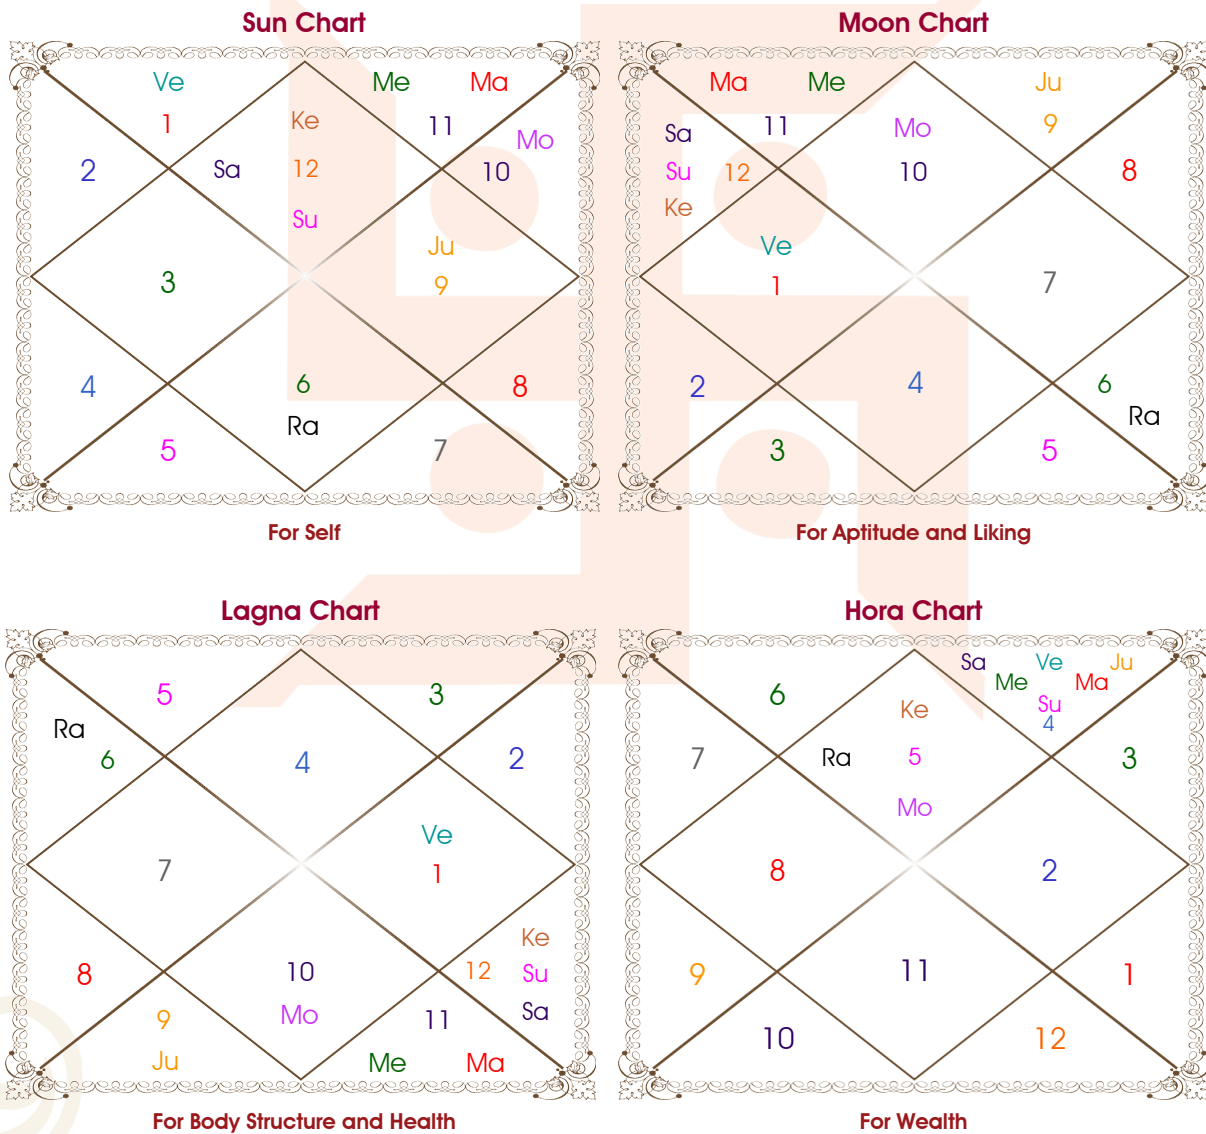 Sun Chart
Ve Me Ma
1 Ke 11 Mo
2 Sa 12 10
Su
Ju
3 9
4 6 8
Ra
5 7
For Self
Moon Chart
Ma Me Ju
Sa 11 Mo 9
Su 12 10 8
Ke
Ve
1 7
2 4 6
Ra
3 5
For Aptitude and Liking
Lagna Chart
5 3
Ra
6 4 2
Ve
7 1
Ke
8 10 12 Su
9 Mo 11 Sa
Ju Me Ma
For Body Structure and Health
Hora Chart
Sa Ve Ju
6 Me Ma
Ke Su
4
7 Ra 5 3
Mo
8 2
9 11 1
10 12
For Wealth